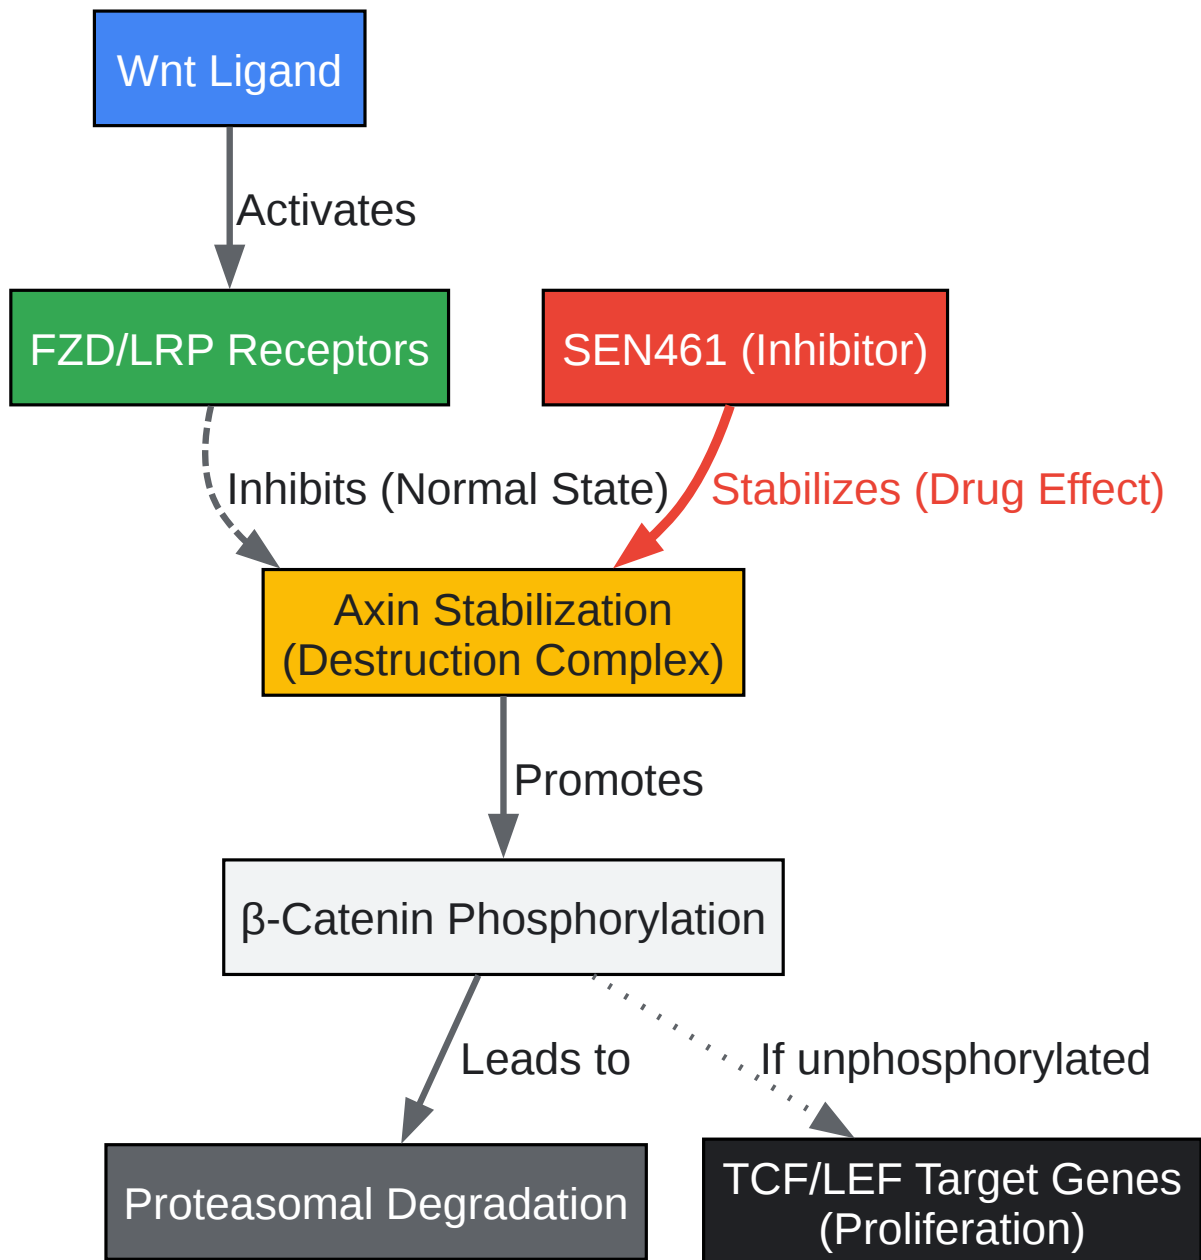 Wnt Ligand
Activates
FZD/LRP Receptors
SEN461 (Inhibitor)
Inhibits (Normal State)
Stabilizes (Drug Effect)
Axin Stabilization
(Destruction Complex)
Promotes
β-Catenin Phosphorylation
Leads to
If unphosphorylated
Proteasomal Degradation
TCF/LEF Target Genes
(Proliferation)